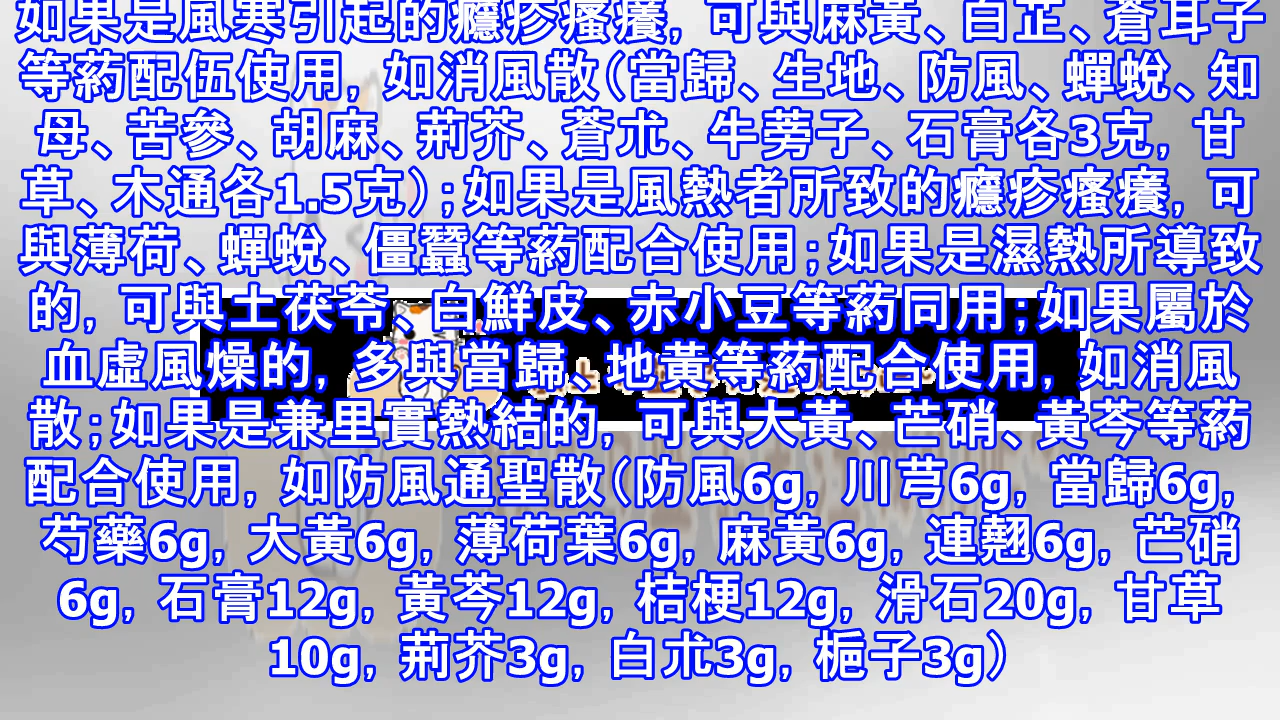 如果是風寒引起的癮疹瘙癢, 可與麻黃、白芷、蒼耳子
等葯配伍使用, 如消風散(當歸、生地、防風、蟬蛻、知
母、苦參、胡麻、荊芥、蒼朮、牛蒡子、石膏各3克, 甘
草、木通各1.5克);如果是風熱者所致的癮疹瘙癢, 可
與薄荷、蟬蛻、僵蠶等葯配合使用;如果是濕熱所導致
的, 可與土茯苓、白鮮皮、赤小豆等葯同用;如果屬於
血虛風燥的, 多與當歸、地黃等葯配合使用, 如消風
散;如果是兼里實熱結的, 可與大黃、芒硝、黃芩等葯
配合使用, 如防風通聖散(防風6g, 川芎6g, 當歸6g,
芍藥6g, 大黃6g, 薄荷葉6g, 麻黃6g, 連翹6g, 芒硝
6g, 石膏12g, 黃芩12g, 桔梗12g, 滑石20g, 甘草
10g, 荊芥3g, 白朮3g, 梔子3g)